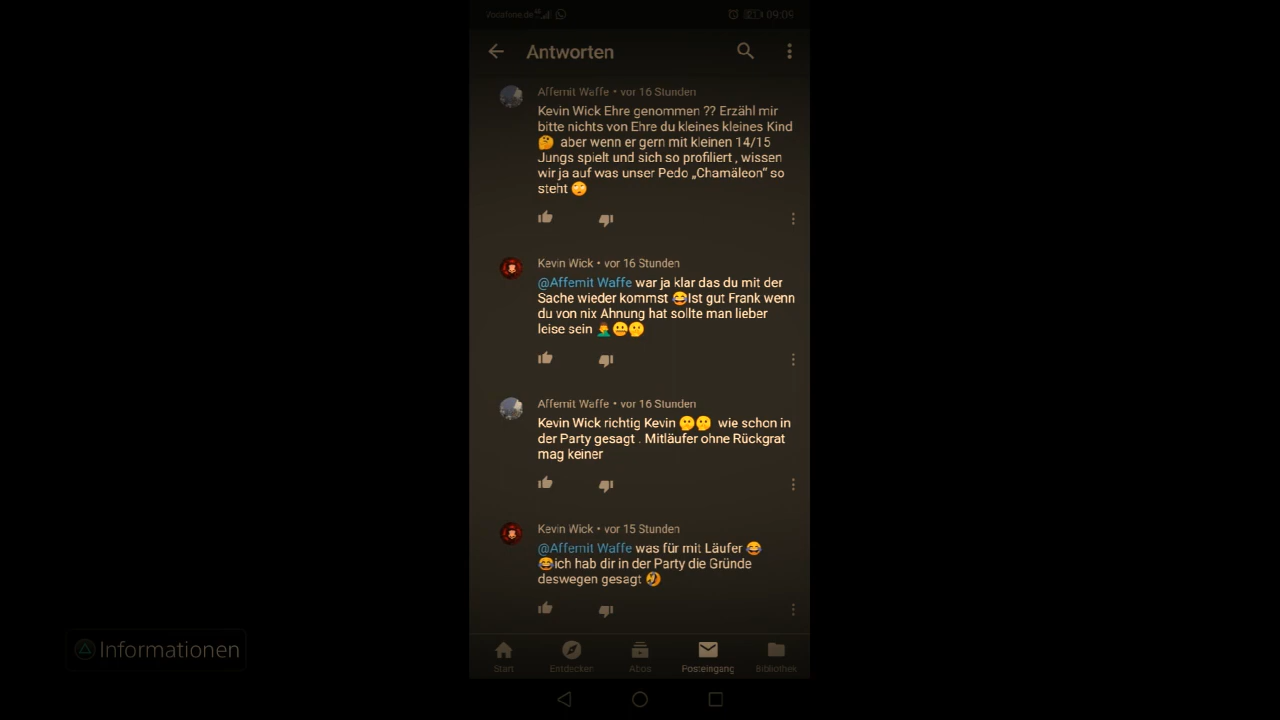 Vodafone.de 09:09
Antworten
Affemit Waffe • vor 16 Stunden
Kevin Wick Ehre genommen ?? Erzähl mir
bitte nichts von Ehre du kleines kleines Kind
🤔 aber wenn er gern mit kleinen 14/15
Jungs spielt und sich so profiliert , wissen
wir ja auf was unser Pedo „Chamäleon“ so
steht 🙄
Kevin Wick • vor 16 Stunden
@Affemit Waffe war ja klar das du mit der
Sache wieder kommst 😂Ist gut Frank wenn
du von nix Ahnung hat sollte man lieber
leise sein 🤦‍♂️🤐🤫
Affemit Waffe • vor 16 Stunden
Kevin Wick richtig Kevin 🤫🤫 wie schon in
der Party gesagt . Mitläufer ohne Rückgrat
mag keiner
Kevin Wick • vor 15 Stunden
@Affemit Waffe was für mit Läufer 😂
😂ich hab dir in der Party die Gründe
deswegen gesagt 🤣
Informationen
Start Entdecken Abos Posteingang Bibliothek